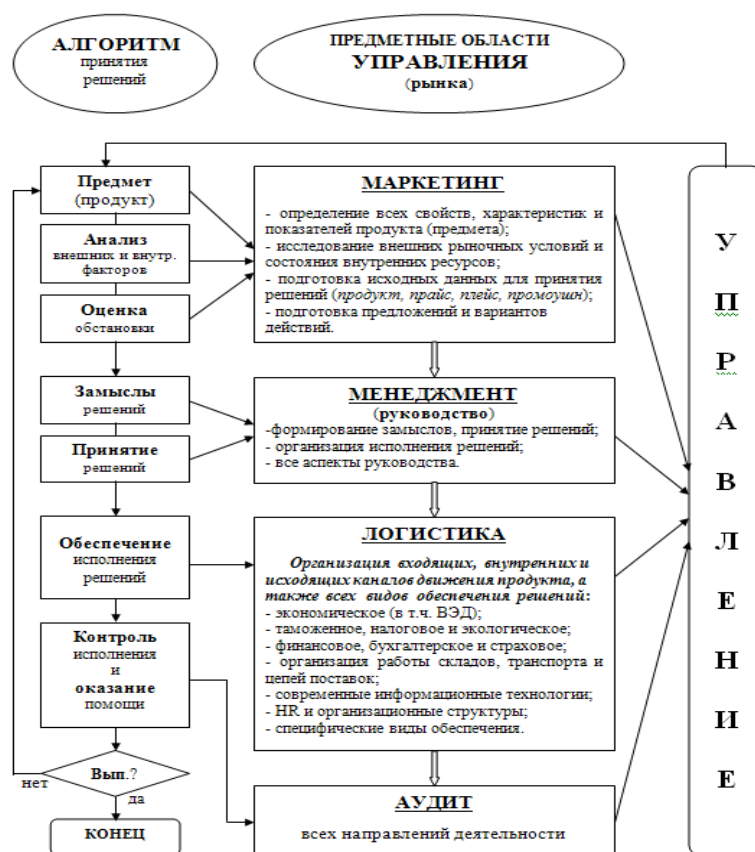 АЛГОРИТМ
принятия
решений
ПРЕДМЕТНЫЕ ОБЛАСТИ
УПРАВЛЕНИЯ
(рынка)
Предмет
(продукт)
Анализ
внешних и внутр.
факторов
Оценка
обстановки
Замыслы
решений
Принятие
решений
Обеспечение
исполнения
решений
Контроль
исполнения
и
оказание
помощи
Вып.?
нет
да
КОНЕЦ
МАРКЕТИНГ
- определение всех свойств, характеристик и
показателей продукта (предмета);
- исследование внешних рыночных условий и
состояния внутренних ресурсов;
- подготовка исходных данных для принятия
решений (продукт, прайс, плейс, промоушн);
- подготовка предложений и вариантов
действий.
МЕНЕДЖМЕНТ
(руководство)
-формирование замыслов, принятие решений;
- организация исполнения решений;
- все аспекты руководства.
ЛОГИСТИКА
Организация входящих, внутренних и
исходящих каналов движения продукта, а
также всех видов обеспечения решений:
- экономическое (в т.ч. ВЭД);
- таможенное, налоговое и экологическое;
- финансовое, бухгалтерское и страховое;
- организация работы складов, транспорта и
цепей поставок;
- современные информационные технологии;
- HR и организационные структуры;
- специфические виды обеспечения.
АУДИТ
всех направлений деятельности
У
П
Р
А
В
Л
Е
Н
И
Е